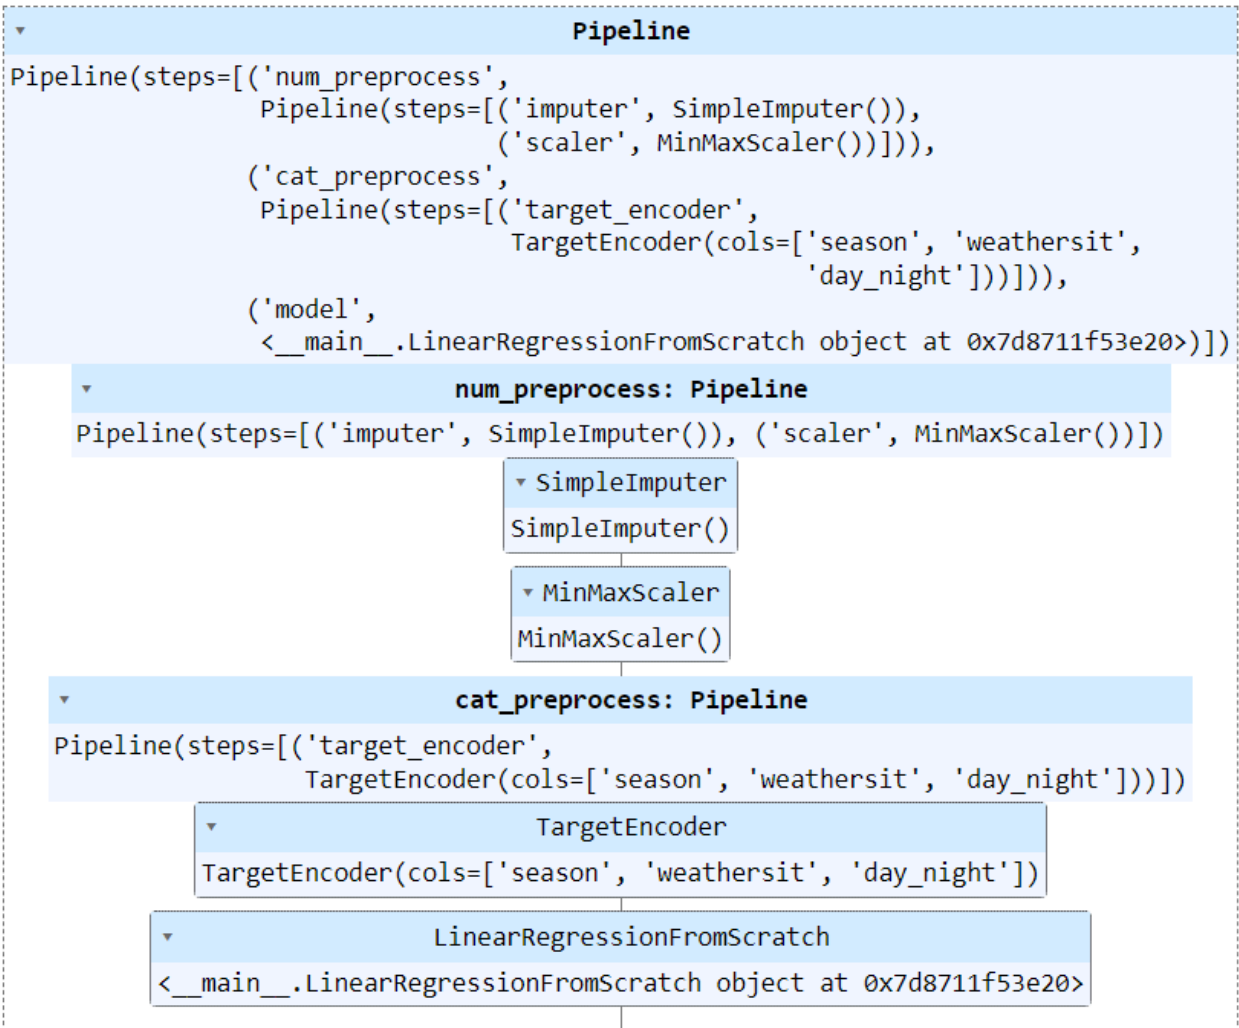 Pipeline
Pipeline(steps=[('num_preprocess',
Pipeline(steps=[('imputer', SimpleImputer()),
('scaler', MinMaxScaler())])),
('cat_preprocess',
Pipeline(steps=[('target_encoder',
TargetEncoder(cols=['season', 'weathersit',
'day_night']))])),
('model',
<__main__.LinearRegressionFromScratch object at 0x7d8711f53e20>)])
num_preprocess: Pipeline
Pipeline(steps=[('imputer', SimpleImputer()), ('scaler', MinMaxScaler())])
SimpleImputer
SimpleImputer()
MinMaxScaler
MinMaxScaler()
cat_preprocess: Pipeline
Pipeline(steps=[('target_encoder',
TargetEncoder(cols=['season', 'weathersit', 'day_night']))])
TargetEncoder
TargetEncoder(cols=['season', 'weathersit', 'day_night'])
LinearRegressionFromScratch
<__main__.LinearRegressionFromScratch object at 0x7d8711f53e20>